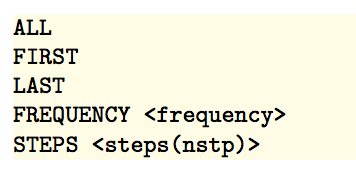 ALL
FIRST
LAST
FREQUENCY <frequency>
STEPS <steps(nstp)>